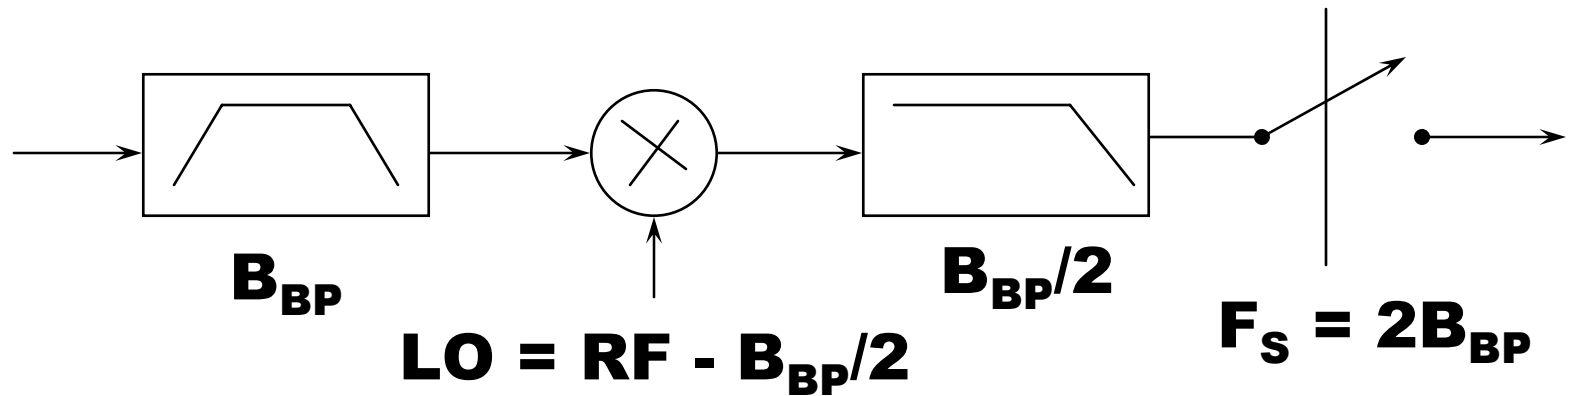 B_BP
LO = RF - B_BP/2
B_BP/2
F_S = 2B_BP